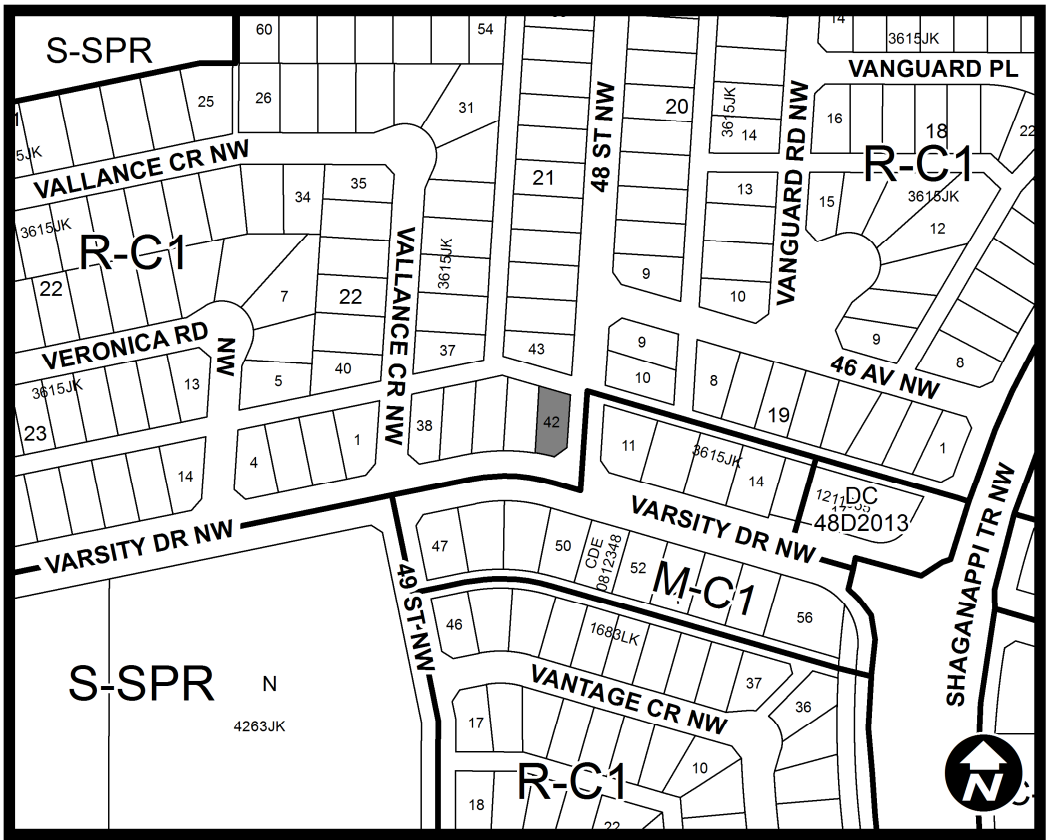 60
54
14
3615JK
S-SPR
VANGUARD PL
25
26
31
20
3615JK
14
16
18
22
5JK
VALLANCE CR NW
48 ST NW
VANGUARD RD NW
R-C1
34
35
21
13
15
3615JK
12
3615JK
R-C1
VALLANCE CR NW
3615JK
22
7
22
9
10
VERONICA RD
NW
37
43
9
10
9
8
46 AV NW
3615JK
13
5
40
8
19
23
38
42
1
4
1
14
11
3615JK
14
DC
48D2013
VARSITY DR NW
VARSITY DR NW
47
50
CDE
0812348
52
M-C1
56
SHAGANAPPI TR NW
49 ST NW
46
1683LK
S-SPR
N
4263JK
VANTAGE CR NW
37
36
17
10
R-C1
18
22
N